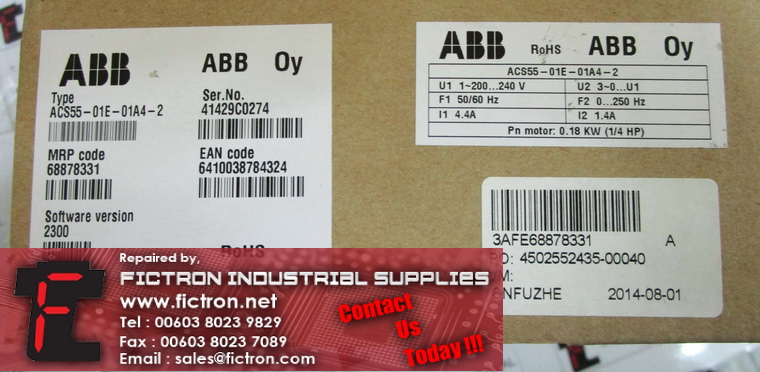 ABB
ABB Oy
Type
ACS55-01E-01A4-2
Ser.No.
41429C0274
MRP code
68878331
EAN code
6410038784324
Software version
2300
RoHS
ABB RoHS ABB Oy
ACS55-01E-01A4-2
U1 1~200...240 V U2 3~0...U1
F1 50/60 Hz F2 0...250 Hz
I1 4.4A I2 1.4A
Pn motor: 0.18 KW (1/4 HP)
3AFE68878331 A
PO: 4502552435-00040
2014-08-01
Repaired by,
FICTRON INDUSTRIAL SUPPLIES
www.fictron.net
Tel : 00603 8023 9829
Fax : 00603 8023 7089
Email : sales@fictron.com
Contact
Us
Today !!!